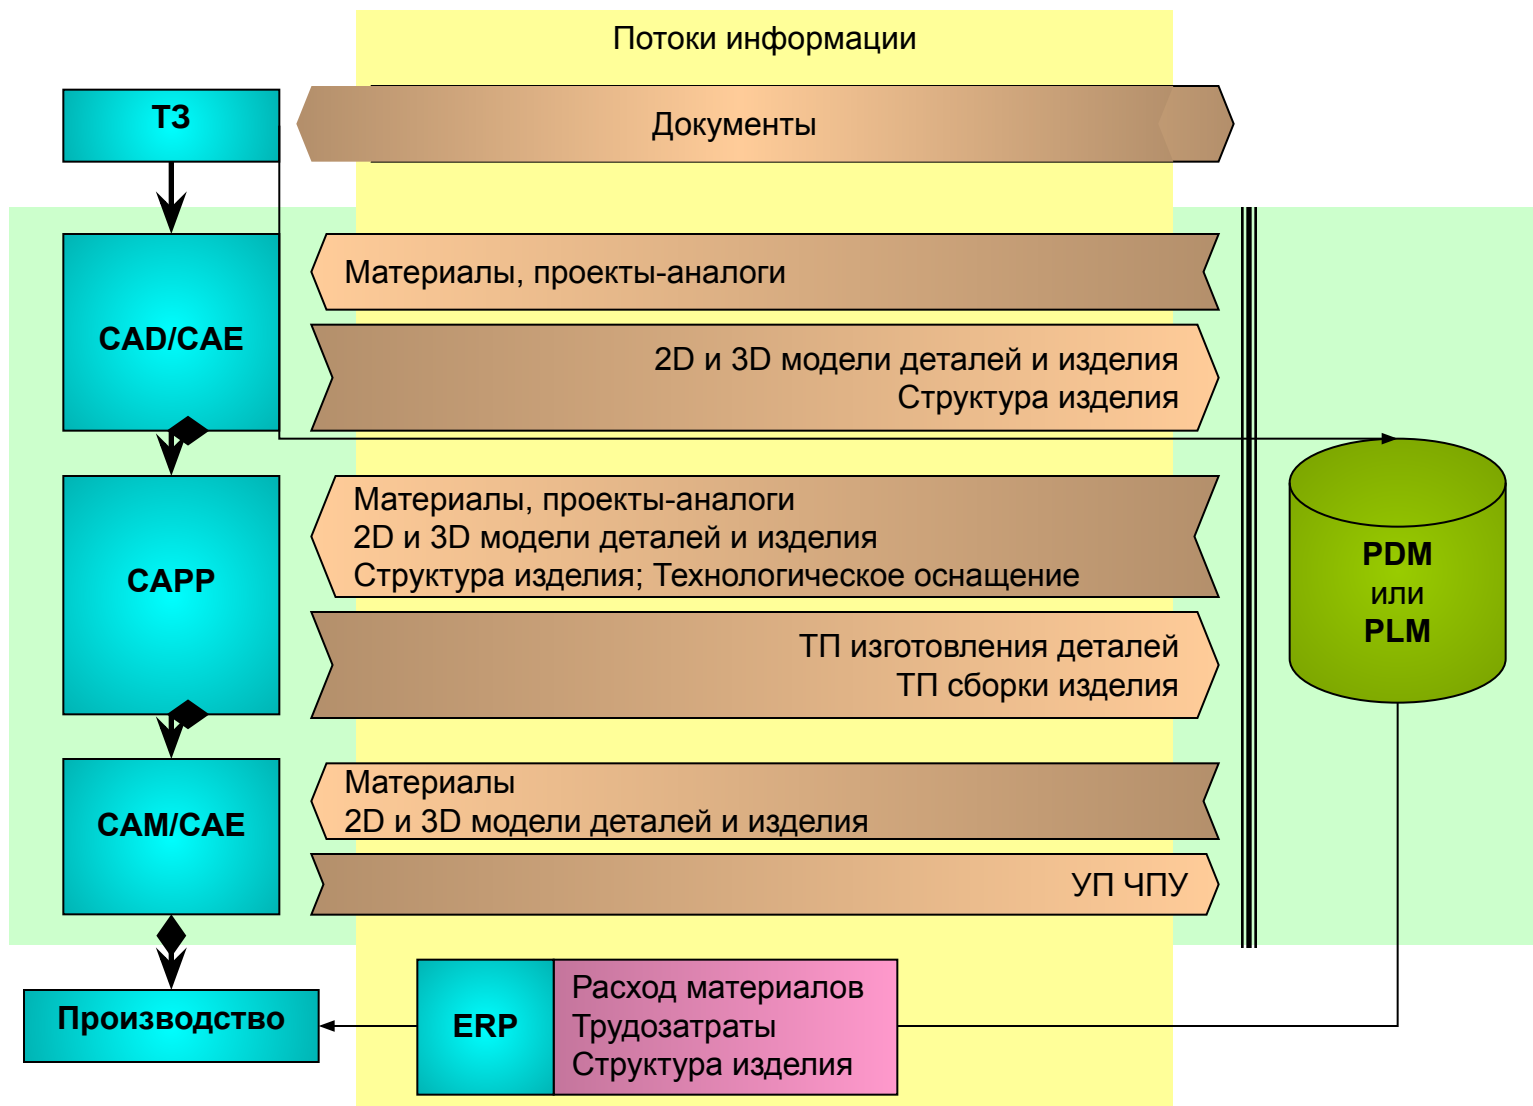 Потоки информации
ТЗ
Документы
CAD/CAE
Материалы, проекты-аналоги
2D и 3D модели деталей и изделия
Структура изделия
CAPP
Материалы, проекты-аналоги
2D и 3D модели деталей и изделия
Структура изделия; Технологическое оснащение
ТП изготовления деталей
ТП сборки изделия
PDM
или
PLM
CAM/CAE
Материалы
2D и 3D модели деталей и изделия
УП ЧПУ
Производство
ERP
Расход материалов
Трудозатраты
Структура изделия